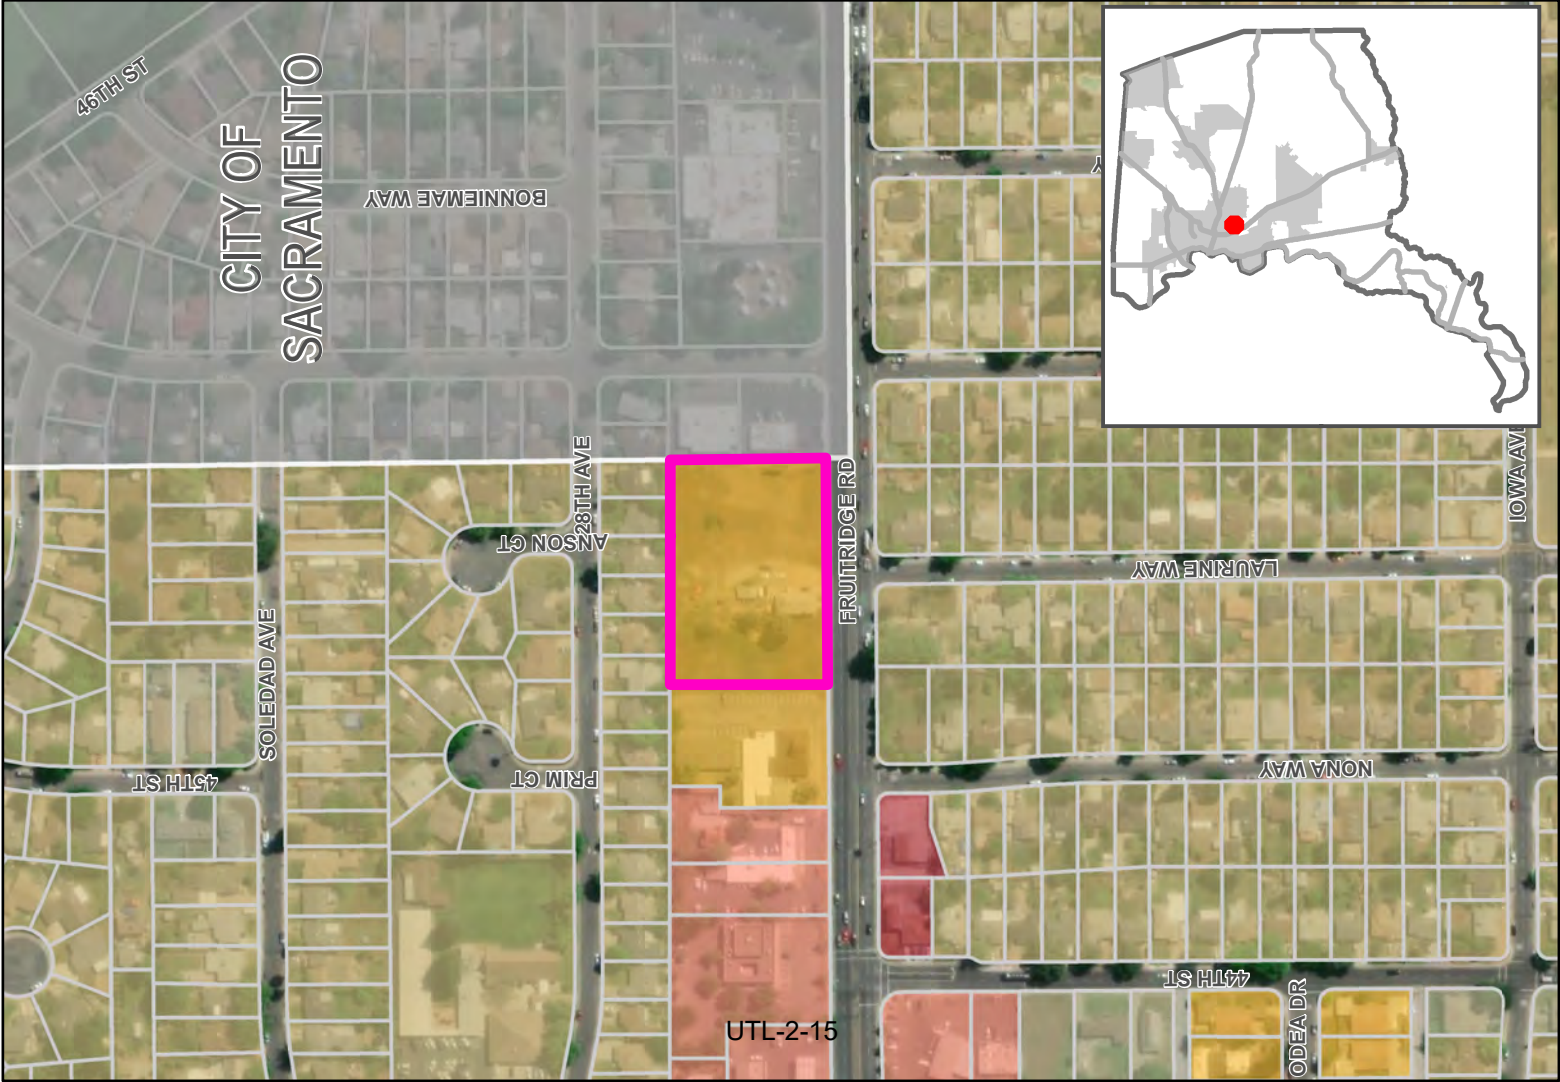 46TH ST
CITY OF
SACRAMENTO
BONNIEMAE WAY
28TH AVE
ANSON CT
FRUITRIDGE RD
IOWA AVE
LAURINE WAY
SOLEDAD AVE
45TH ST
PRIM CT
NONA WAY
44TH ST
ODEA DR
UTL-2-15